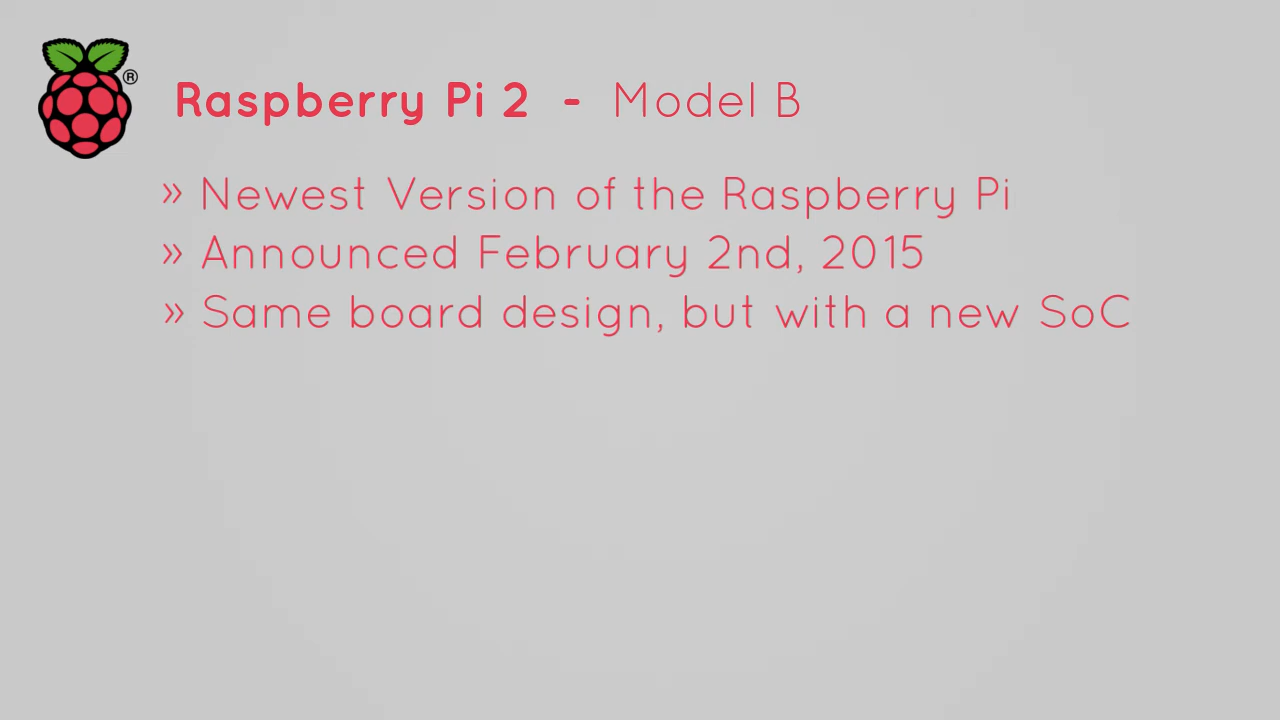 ®
Raspberry Pi 2 - Model B
» Newest Version of the Raspberry Pi
» Announced February 2nd, 2015
» Same board design, but with a new SoC